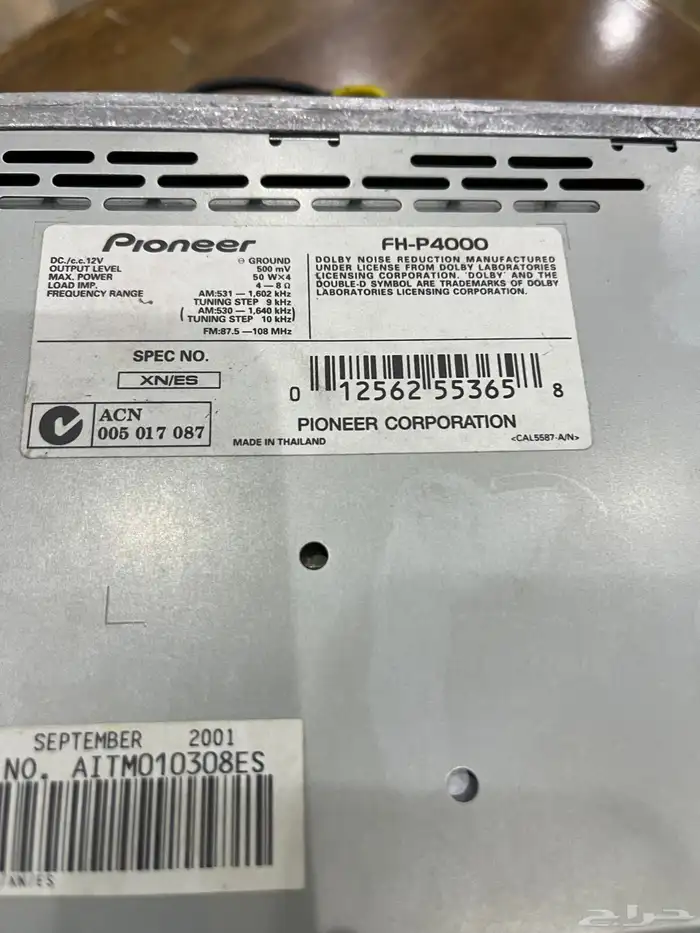 Pioneer
FH-P4000
DC./c.c.12V ⊖ GROUND
OUTPUT LEVEL 500 mV
MAX. POWER 50 W×4
LOAD IMP. 4 — 8 Ω
FREQUENCY RANGE AM:531 — 1,602 kHz
TUNING STEP 9 kHz
(AM:530 — 1,640 kHz
TUNING STEP 10 kHz)
FM:87.5 —108 MHz
DOLBY NOISE REDUCTION MANUFACTURED
UNDER LICENSE FROM DOLBY LABORATORIES
LICENSING CORPORATION. 'DOLBY' AND THE
DOUBLE-D SYMBOL ARE TRADEMARKS OF DOLBY
LABORATORIES LICENSING CORPORATION.
SPEC NO.
XN/ES
0 12562 55365 8
ACN
005 017 087
PIONEER CORPORATION
MADE IN THAILAND
<CAL5587-A/N>
SEPTEMBER 2001
NO. AITM010308ES
XN/ES
حراج